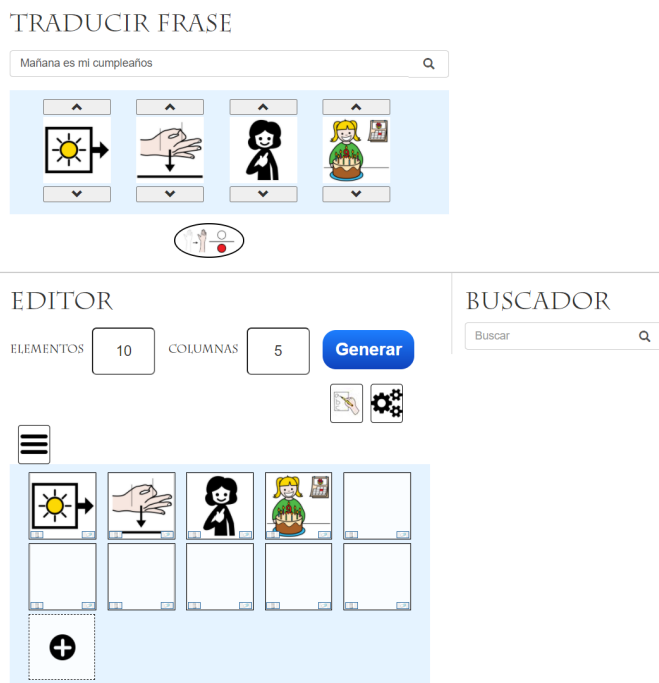 TRADUCIR FRASE
Mañana es mi cumpleaños
EDITOR
ELEMENTOS 10 COLUMNAS 5 Generar
BUSCADOR
Buscar